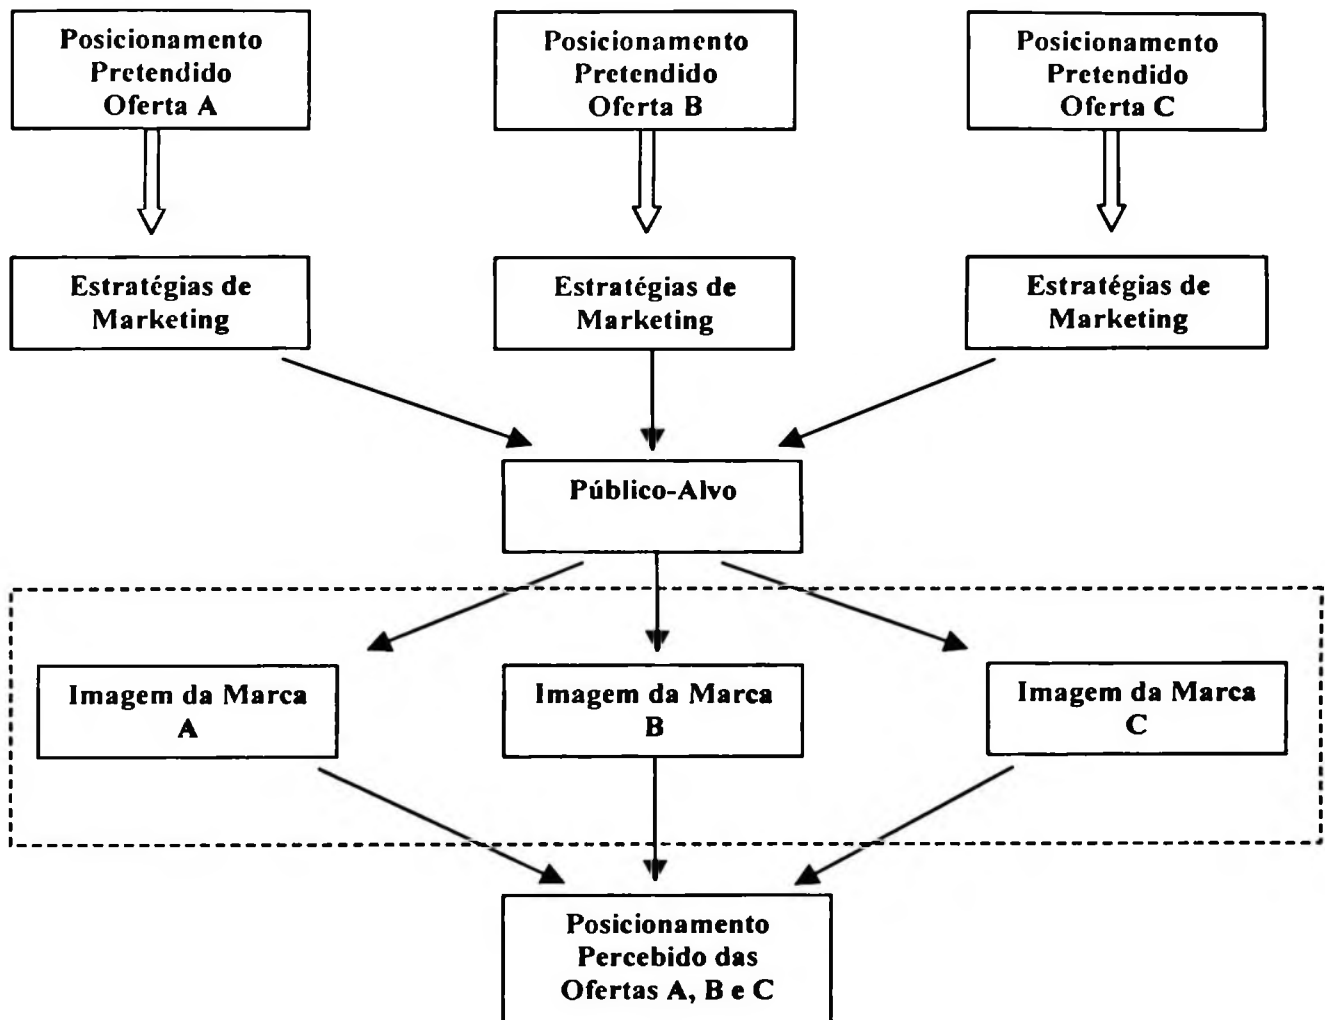 Posicionamento
Pretendido
Oferta A
Posicionamento
Pretendido
Oferta B
Posicionamento
Pretendido
Oferta C
Estratégias de
Marketing
Estratégias de
Marketing
Estratégias de
Marketing
Público-Alvo
Imagem da Marca
A
Imagem da Marca
B
Imagem da Marca
C
Posicionamento
Percebido das
Ofertas A, B e C